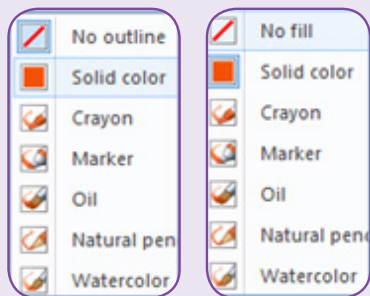 No outline
Solid color
Crayon
Marker
Oil
Natural pen
Watercolor
No fill
Solid color
Crayon
Marker
Oil
Natural penc
Watercolor